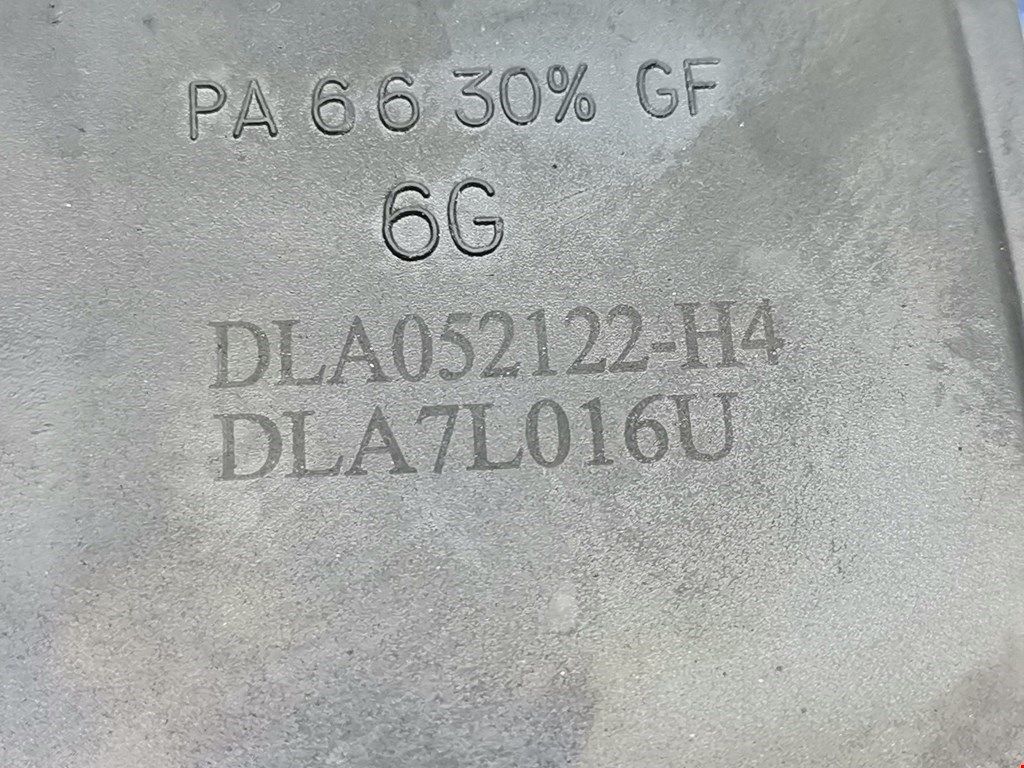 PA 6 6 30% GF
6G
DLA052122-H4
DLA7L016U